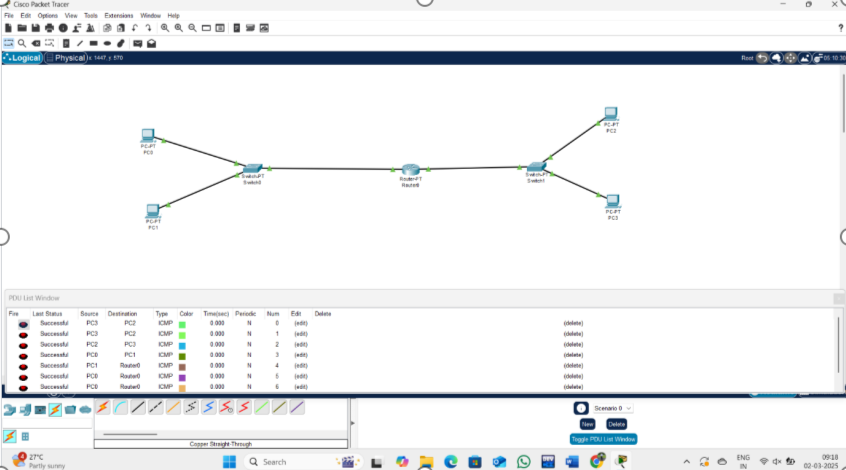 Cisco Packet Tracer
File Edit Options View Tools Extensions Window Help
?
Logical Physical x: 1447, y: 570 Root 05:18:30
PC-PT
PC0
PC-PT
PC1
Switch-PT
Switch0
Router-PT
Router0
Switch-PT
Switch1
PC-PT
PC2
PC-PT
PC3
PDU List Window
Fire Last Status Source Destination Type Color Time(sec) Periodic Num Edit Delete
Successful PC3 PC2 ICMP 0.000 N 0 (edit) (delete)
Successful PC3 PC2 ICMP 0.000 N 1 (edit) (delete)
Successful PC2 PC3 ICMP 0.000 N 2 (edit) (delete)
Successful PC0 PC1 ICMP 0.000 N 3 (edit) (delete)
Successful PC1 Router0 ICMP 0.000 N 4 (edit) (delete)
Successful PC0 Router0 ICMP 0.000 N 5 (edit) (delete)
Successful PC0 Router0 ICMP 0.000 N 6 (edit) (delete)
Scenario 0
New Delete
Toggle PDU List Window
Copper Straight-Through
27°C
Partly sunny
Search
ENG
IN
09:18
02-03-2025